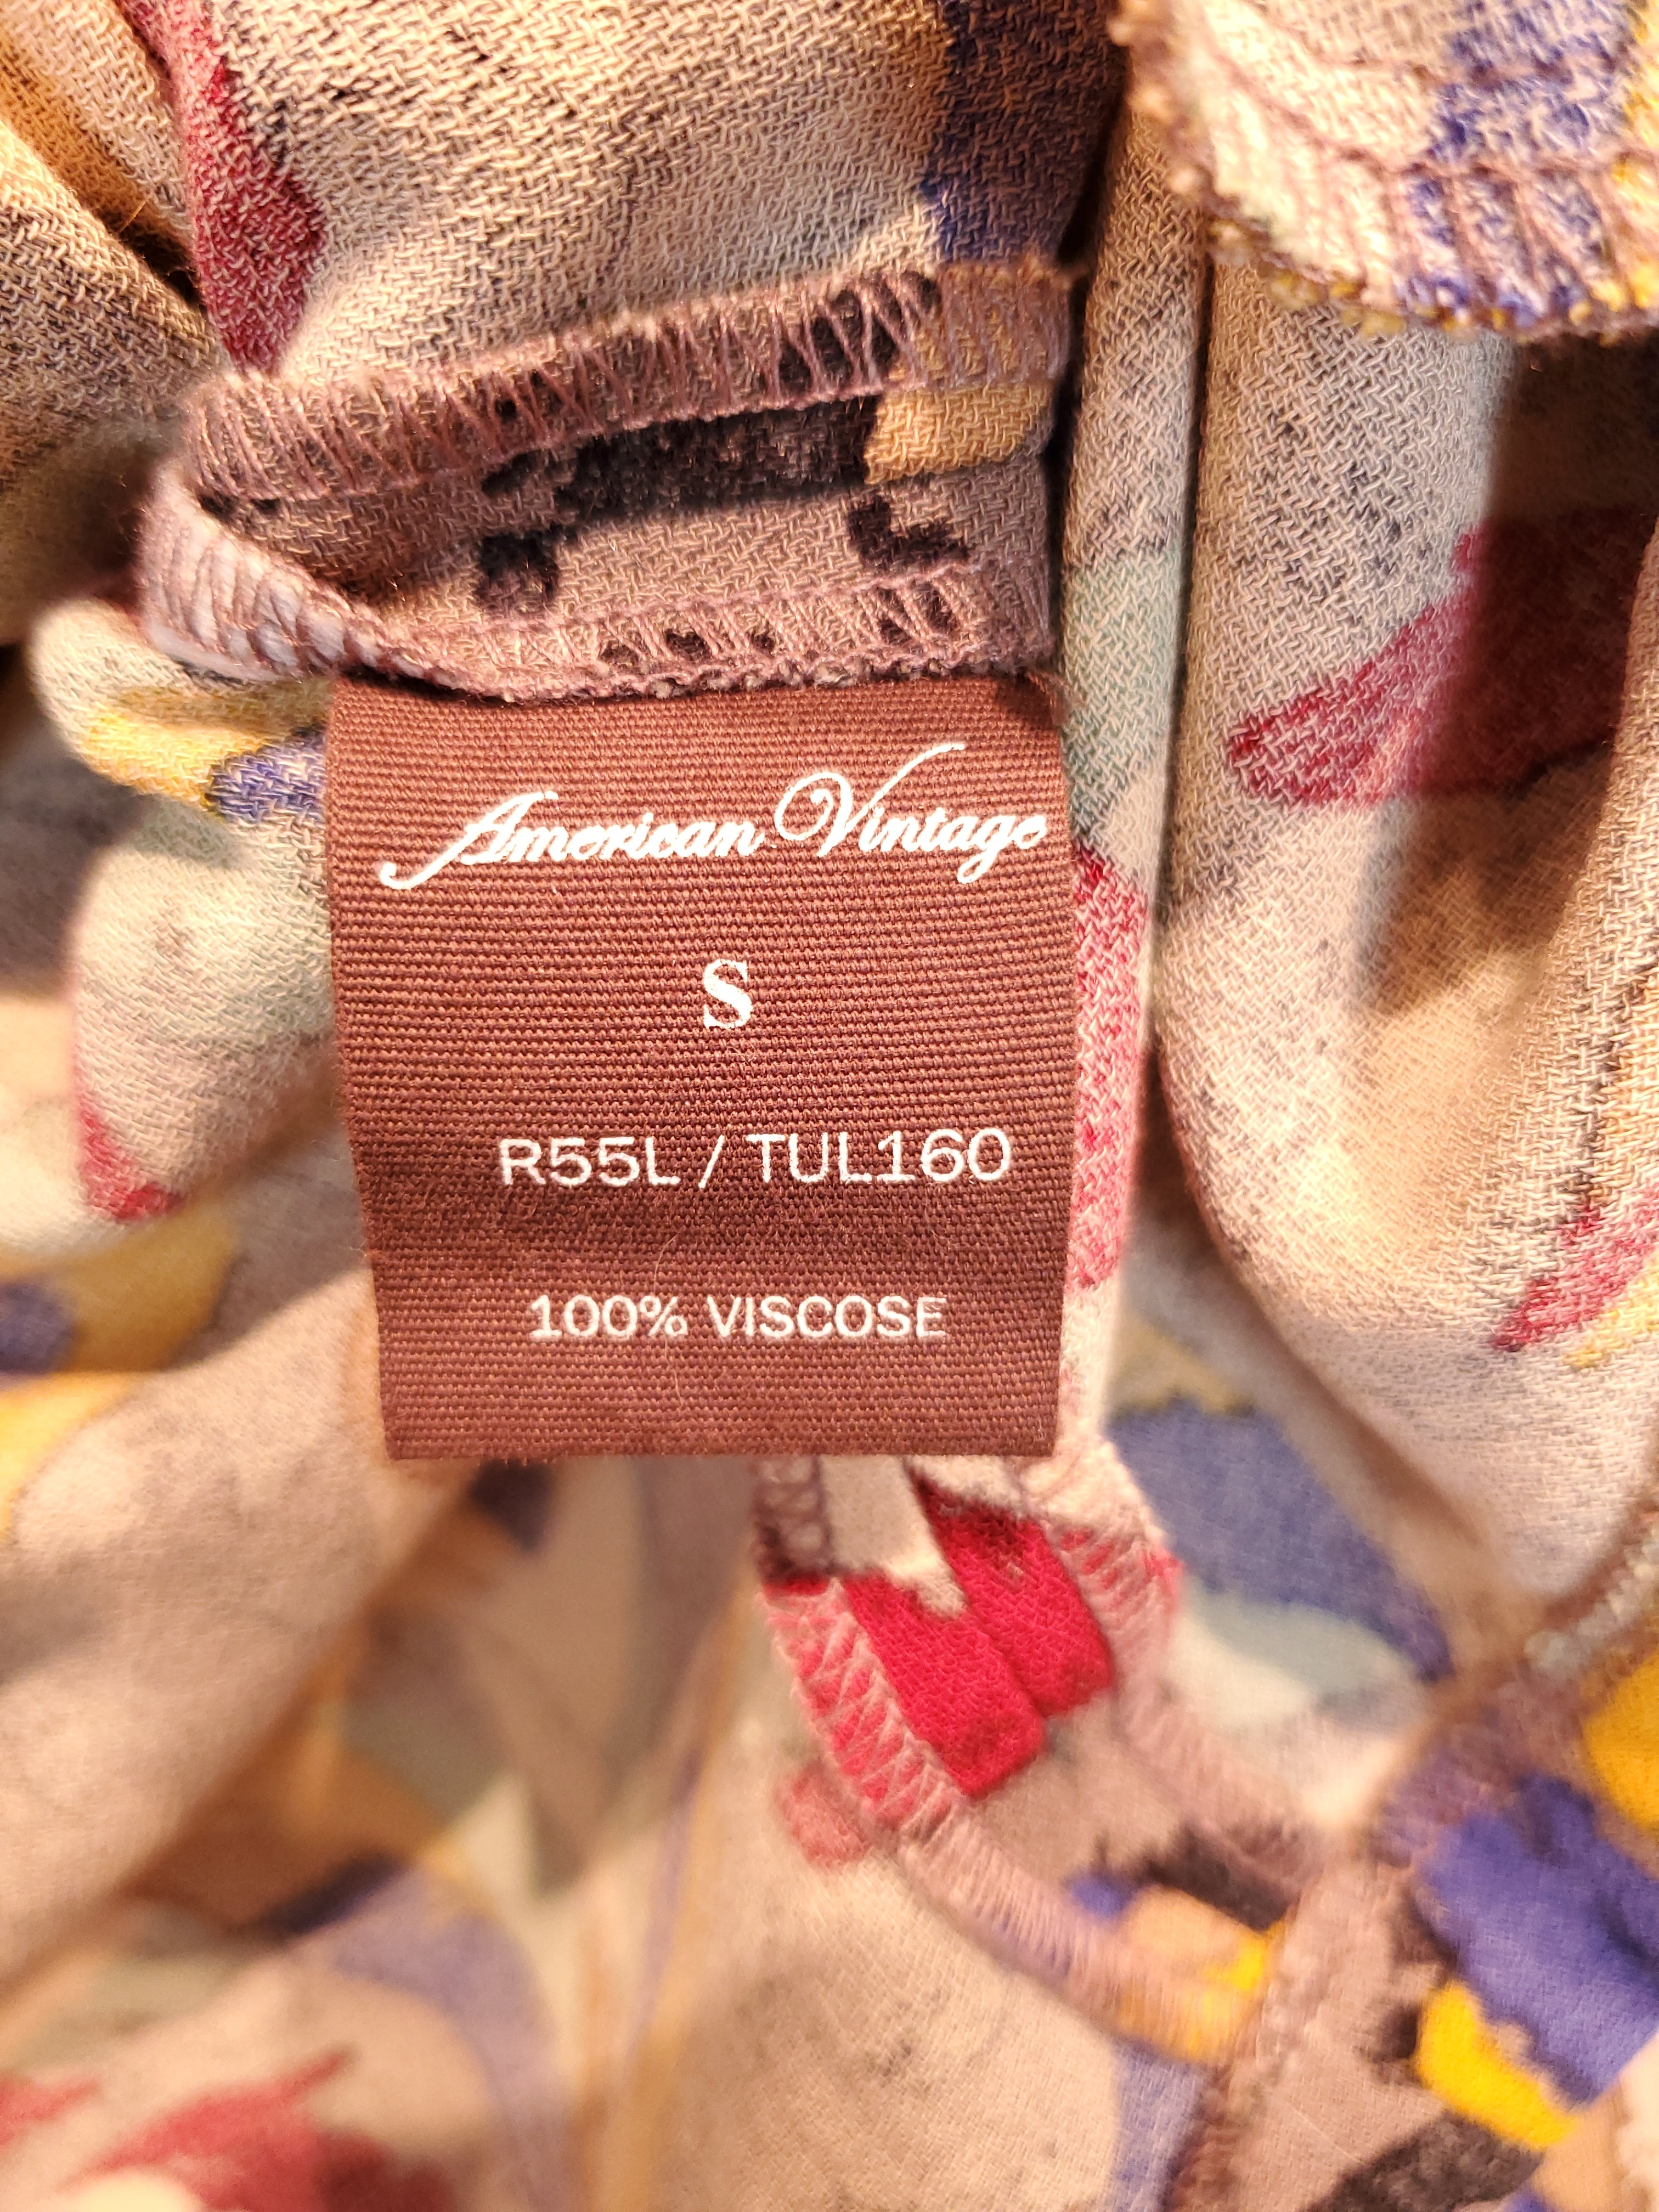 American Vintage
S
R55L / TUL160
100% VISCOSE